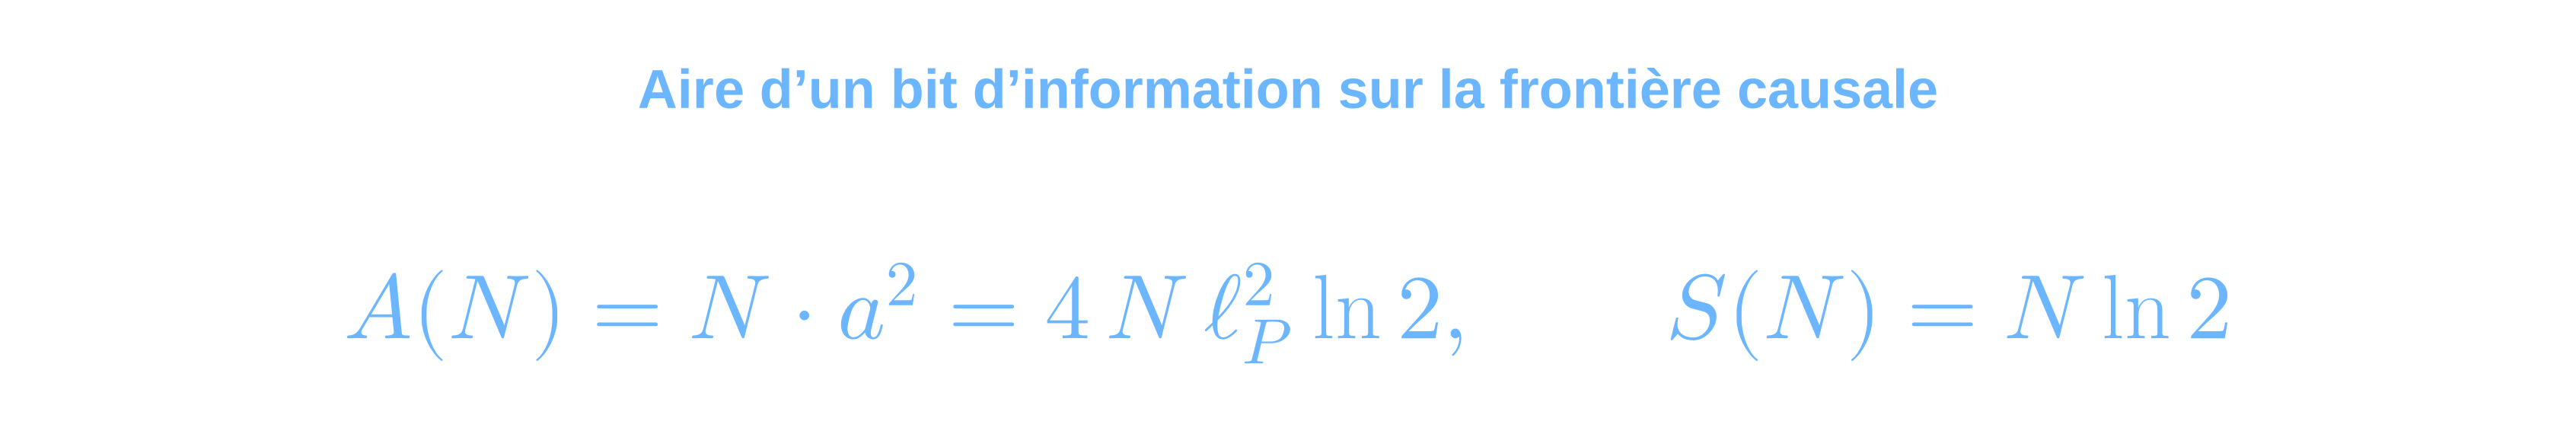 Aire d’un bit d’information sur la frontière causale
A(N) = N · a² = 4 N ℓ_P² ln 2,    S(N) = N ln 2